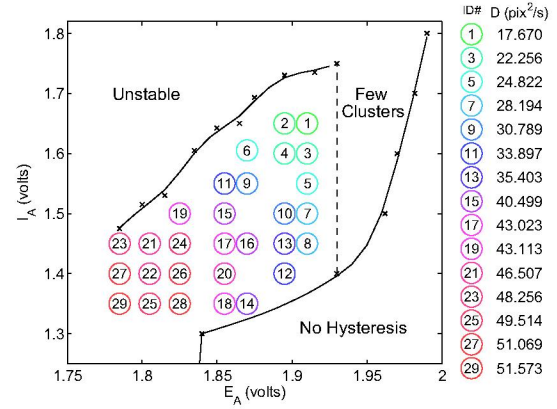 ID# D (pix²/s)
1 17.670
3 22.256
5 24.822
7 28.194
9 30.789
11 33.897
13 35.403
15 40.499
17 43.023
19 43.113
21 46.507
23 48.256
25 49.514
27 51.069
29 51.573
1.8
1.7
1.6
1.5
1.4
1.3
I_A (volts)
Unstable
Few
Clusters
2 1
6 4 3
11 9 5
19 15 10 7
23 21 24 17 16 13 8
27 22 26 20 12
29 25 28 18 14
No Hysteresis
1.75 1.8 1.85 1.9 1.95 2
E_A (volts)